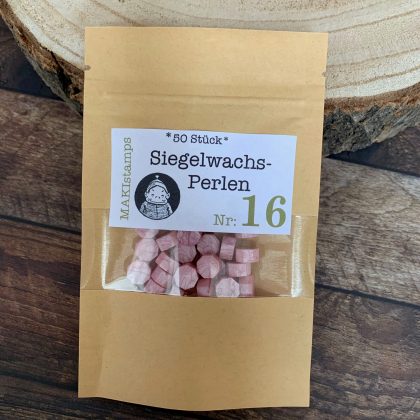 *50 Stück*
MAKIstamps
Siegelwachs-
Perlen
Nr: 16